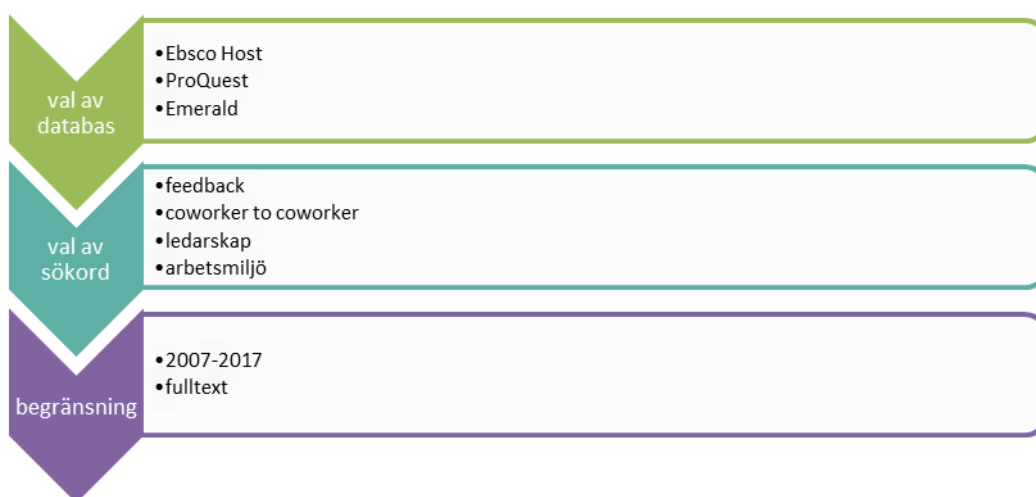 val av
databas
•Ebsco Host
•ProQuest
•Emerald
val av
sökord
•feedback
•coworker to coworker
•ledarskap
•arbetsmiljö
begränsning
•2007-2017
•fulltext